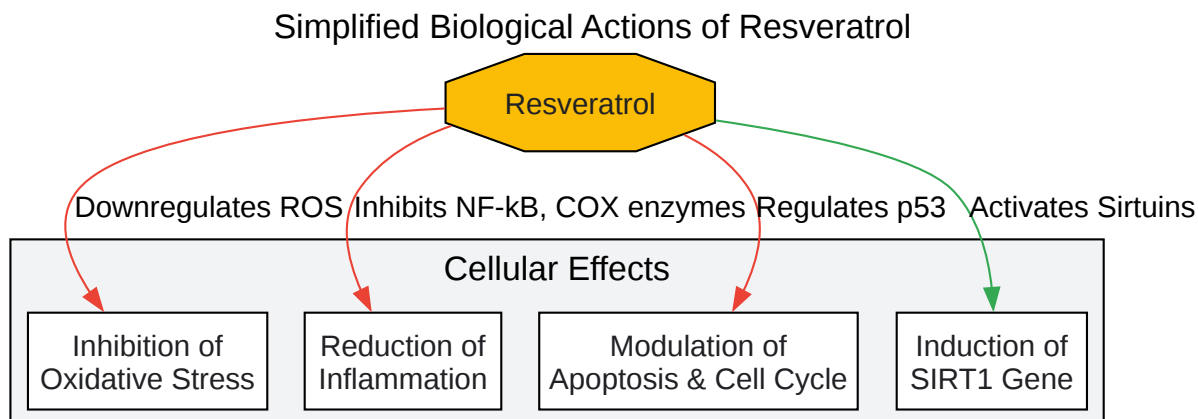 Simplified Biological Actions of Resveratrol
Resveratrol
Downregulates ROS
Inhibits NF-kB, COX enzymes
Regulates p53
Activates Sirtuins
Cellular Effects
Inhibition of
Oxidative Stress
Reduction of
Inflammation
Modulation of
Apoptosis & Cell Cycle
Induction of
SIRT1 Gene